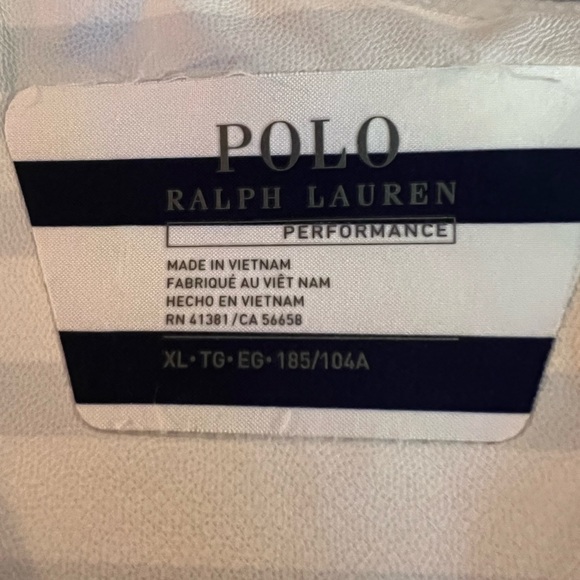 POLO
RALPH LAUREN
PERFORMANCE
MADE IN VIETNAM
FABRIQUÉ AU VIÊT NAM
HECHO EN VIETNAM
RN 41381/CA 56658
XL•TG•EG•185/104A